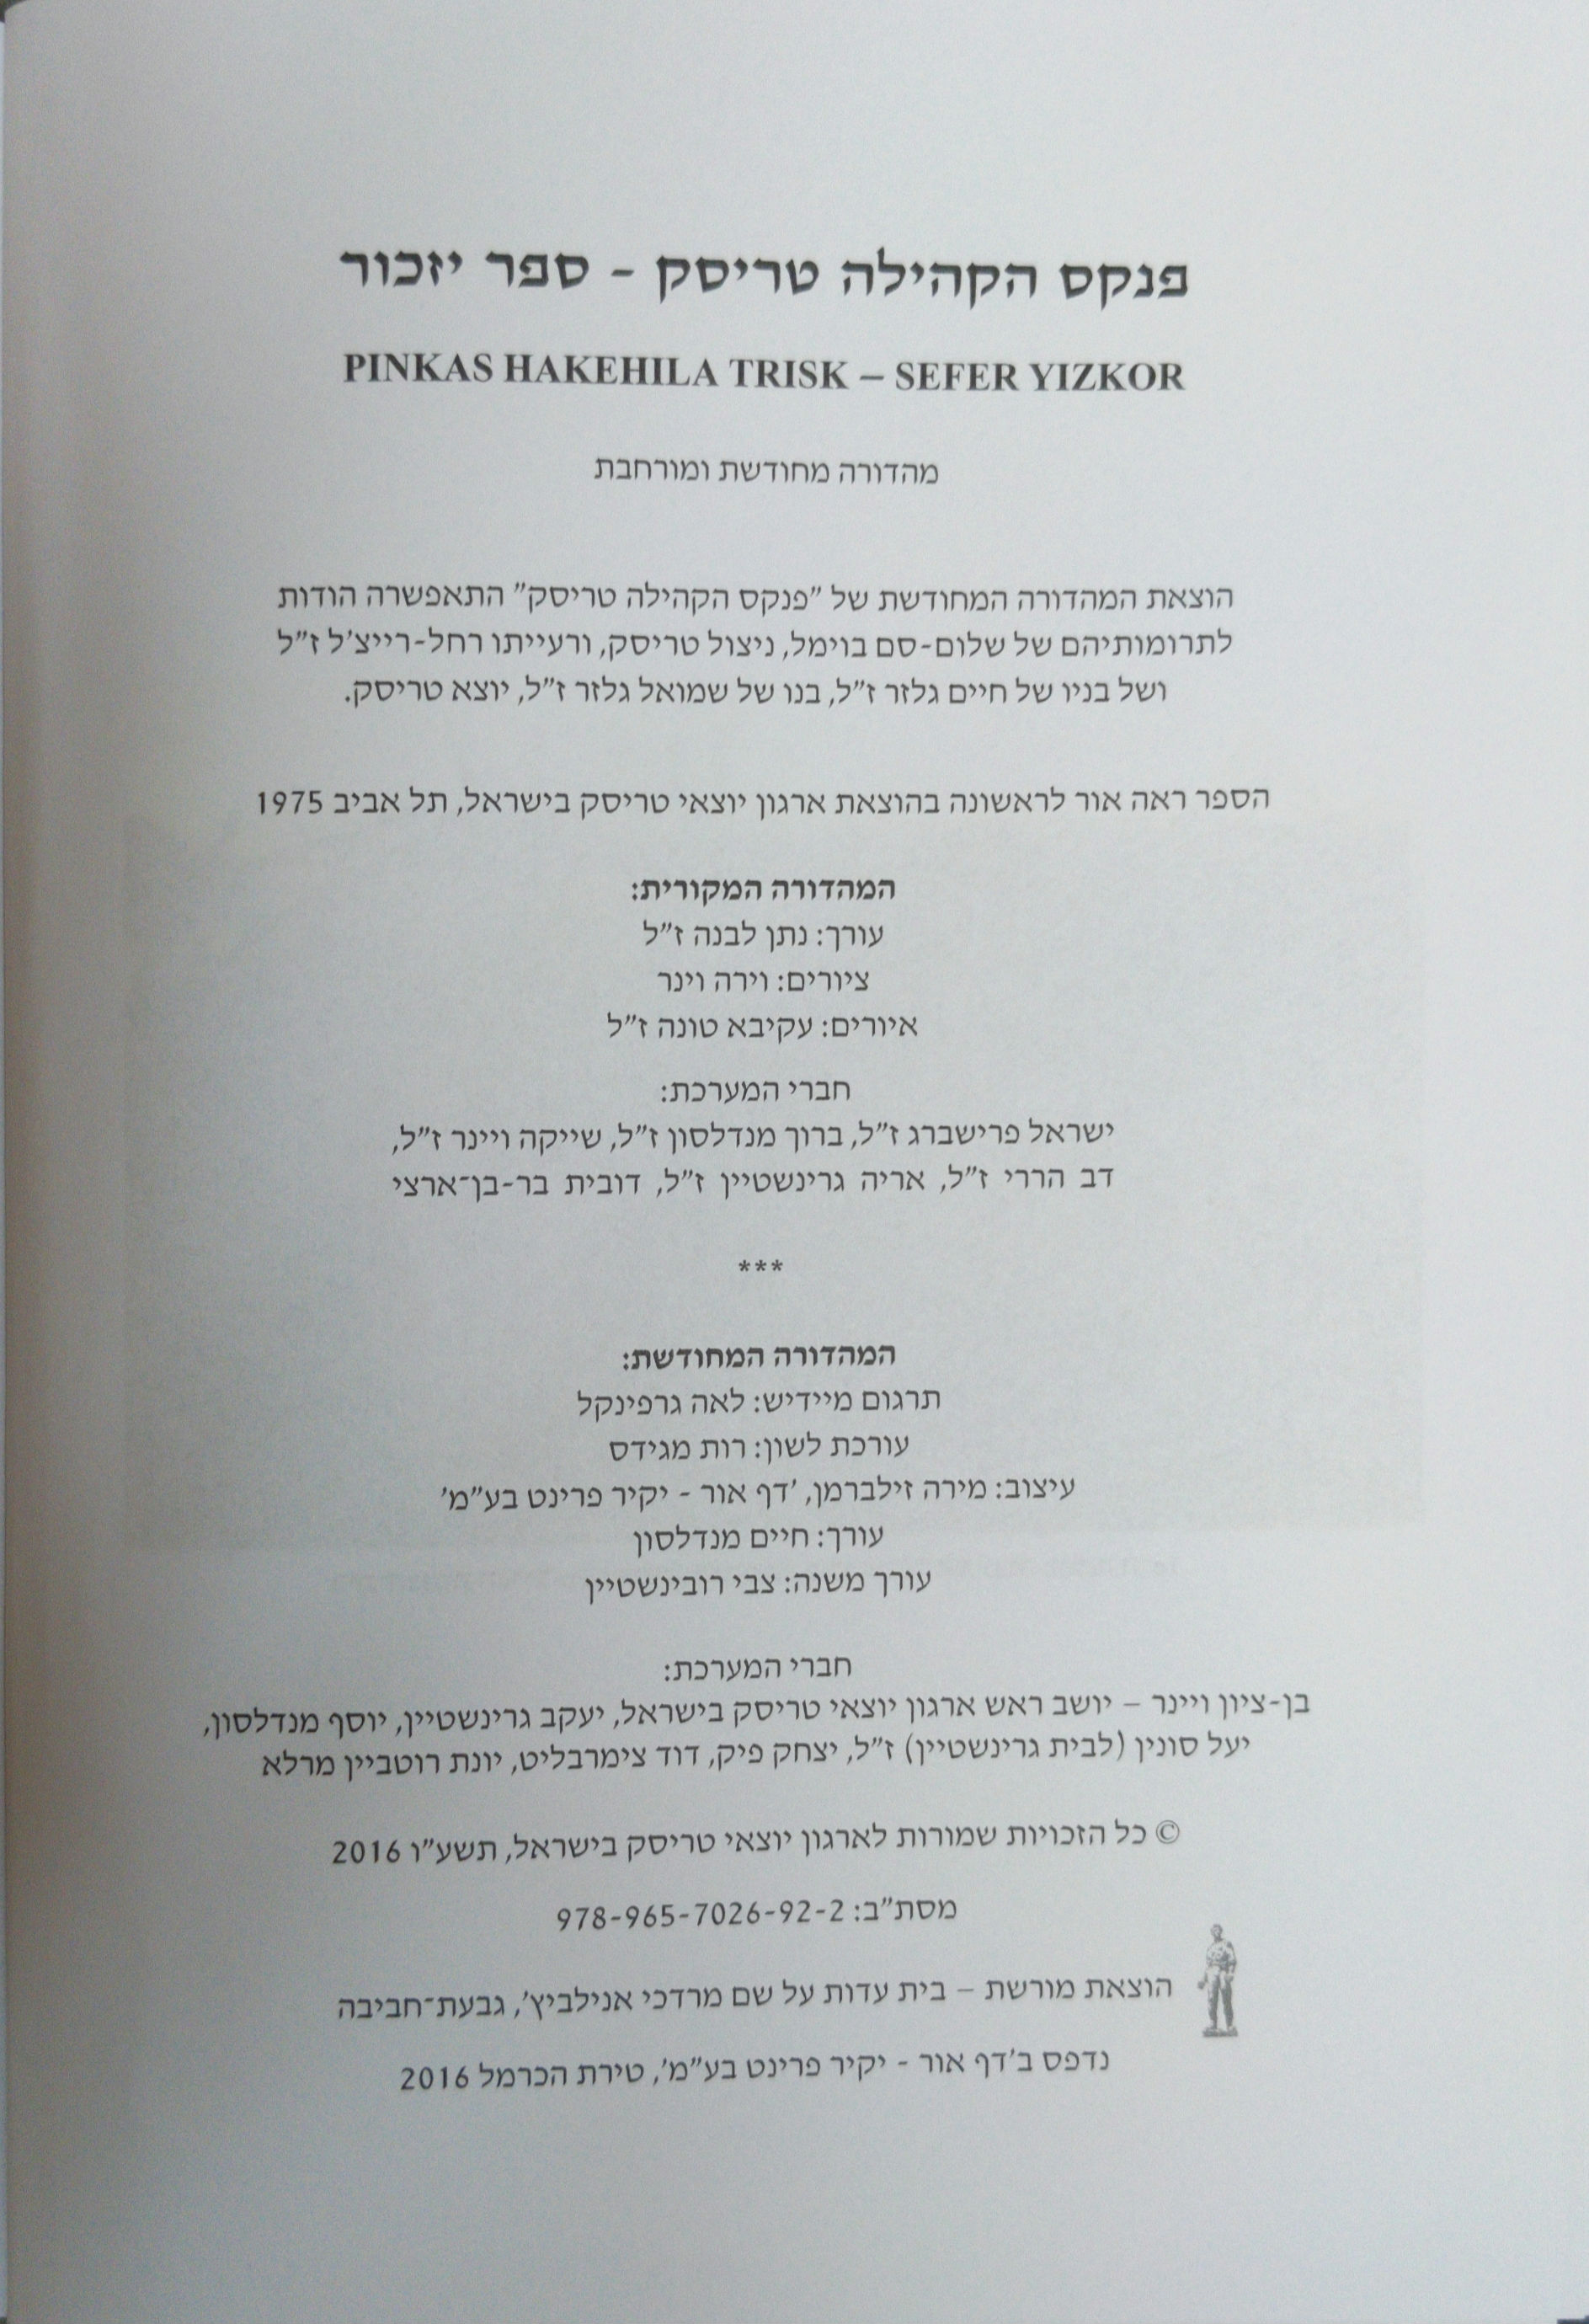 פנקס הקהילה טריסק - ספר יזכור
PINKAS HAKEHILA TRISK – SEFER YIZKOR
מהדורה מחודשת ומורחבת
הוצאת המהדורה המחודשת של "פנקס הקהילה טריסק" התאפשרה הודות
לתרומותיהם של שלום-סם בוימל, ניצול טריסק, ורעייתו רחל-רייצ'ל ז"ל
ושל בניו של חיים גלזר ז"ל, בנו של שמואל גלזר ז"ל, יוצא טריסק.
הספר ראה אור לראשונה בהוצאת ארגון יוצאי טריסק בישראל, תל אביב 1975
המהדורה המקורית:
עורך: נתן לבנה ז"ל
ציורים: וירה וינר
איורים: עקיבא טונה ז"ל
חברי המערכת:
ישראל פרישברג ז"ל, ברוך מנדלסון ז"ל, שייקה ויינר ז"ל,
דב הררי ז"ל, אריה גרינשטיין ז"ל, דובית בר-בן־ארצי
***
המהדורה המחודשת:
תרגום מיידיש: לאה גרפינקל
עורכת לשון: רות מגידס
עיצוב: מירה זילברמן, 'דף אור - יקיר פרינט בע"מ'
עורך: חיים מנדלסון
עורך משנה: צבי רובינשטיין
חברי המערכת:
בן-ציון ויינר – יושב ראש ארגון יוצאי טריסק בישראל, יעקב גרינשטיין, יוסף מנדלסון,
יעל סונין (לבית גרינשטיין) ז"ל, יצחק פיק, דוד צימרבליט, יונת רוטביין מרלא
© כל הזכויות שמורות לארגון יוצאי טריסק בישראל, תשע"ו 2016
מסת"ב: 978-965-7026-92-2
הוצאת מורשת – בית עדות על שם מרדכי אנילביץ', גבעת־חביבה
נדפס ב'דף אור - יקיר פרינט בע"מ', טירת הכרמל 2016